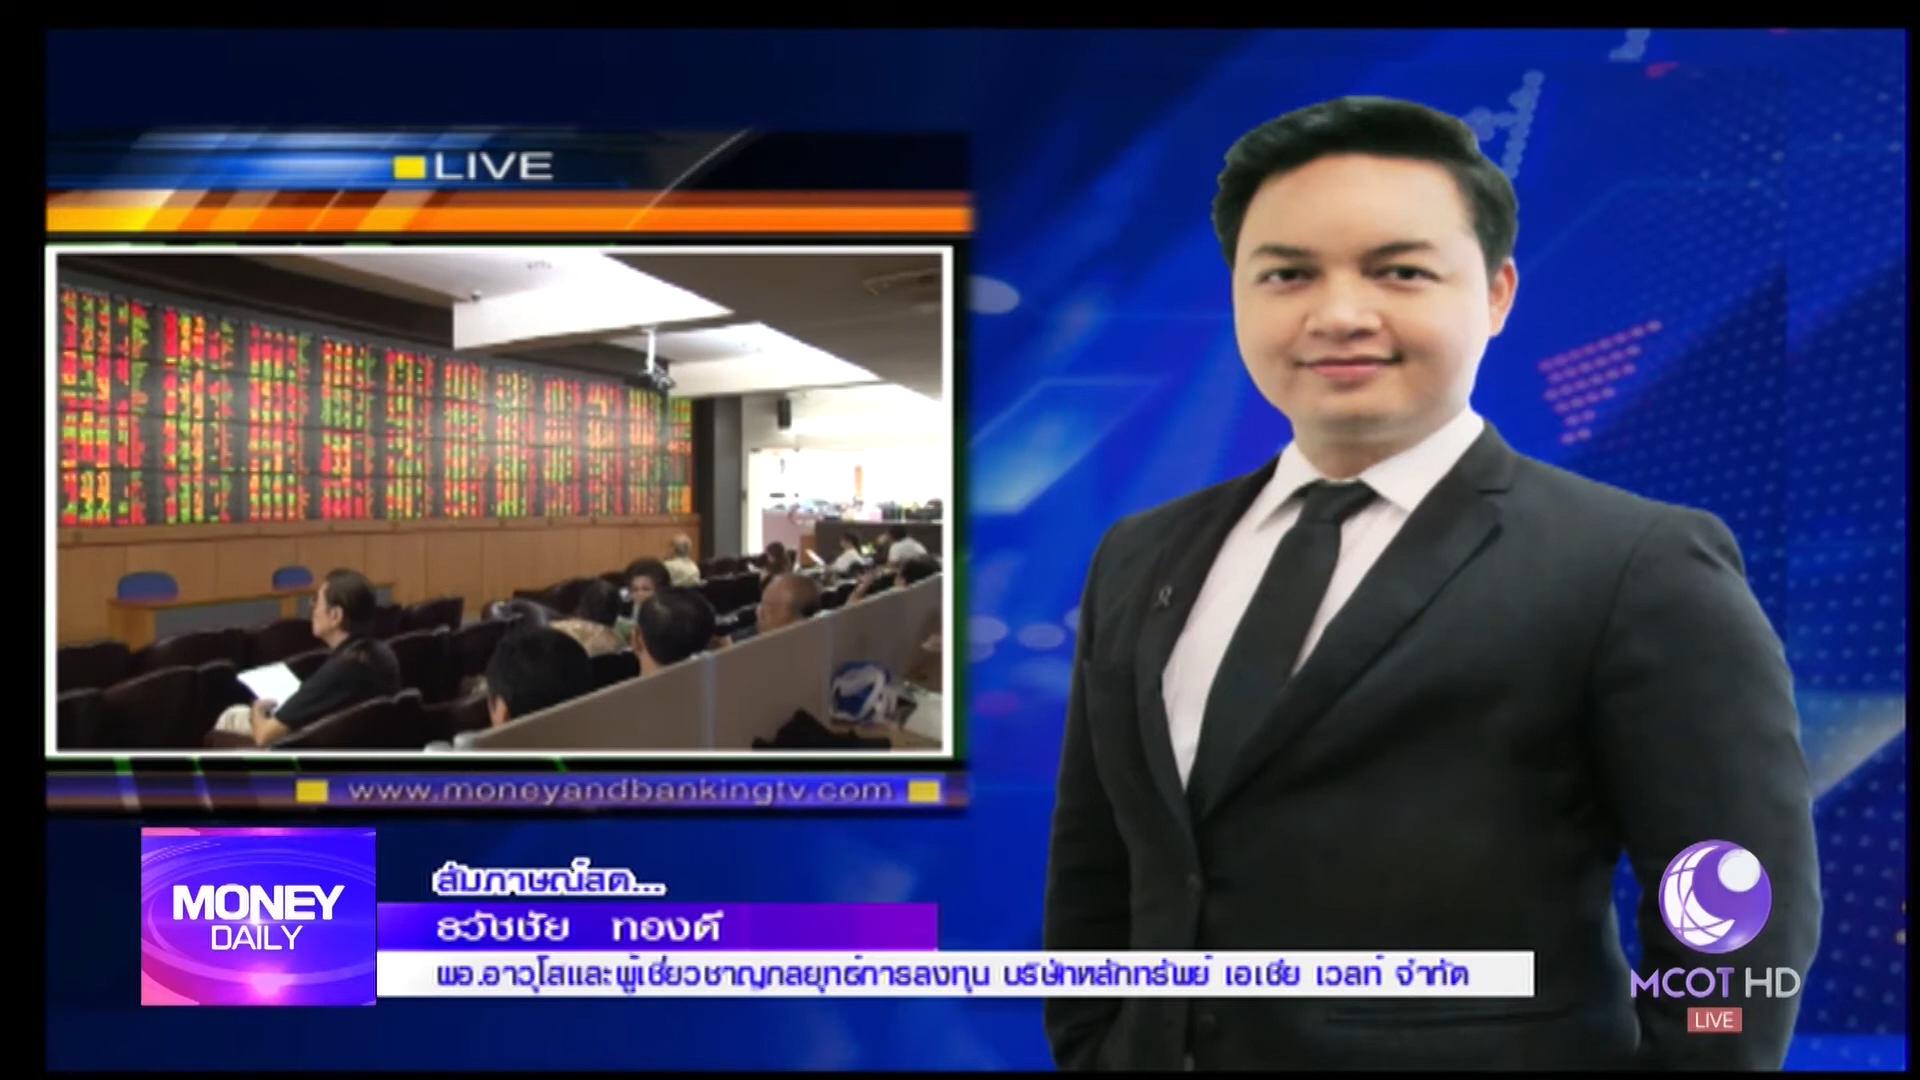 LIVE
www.moneyandbankingtv.com
MONEY
DAILY
สัมภาษณ์สด...
ธวัชชัย ทองดี
ผอ.อาวุโสและผู้เชี่ยวชาญกลยุทธ์การลงทุน บริษัทหลักทรัพย์ เอเชีย เวลท์ จำกัด
MCOT HD
LIVE